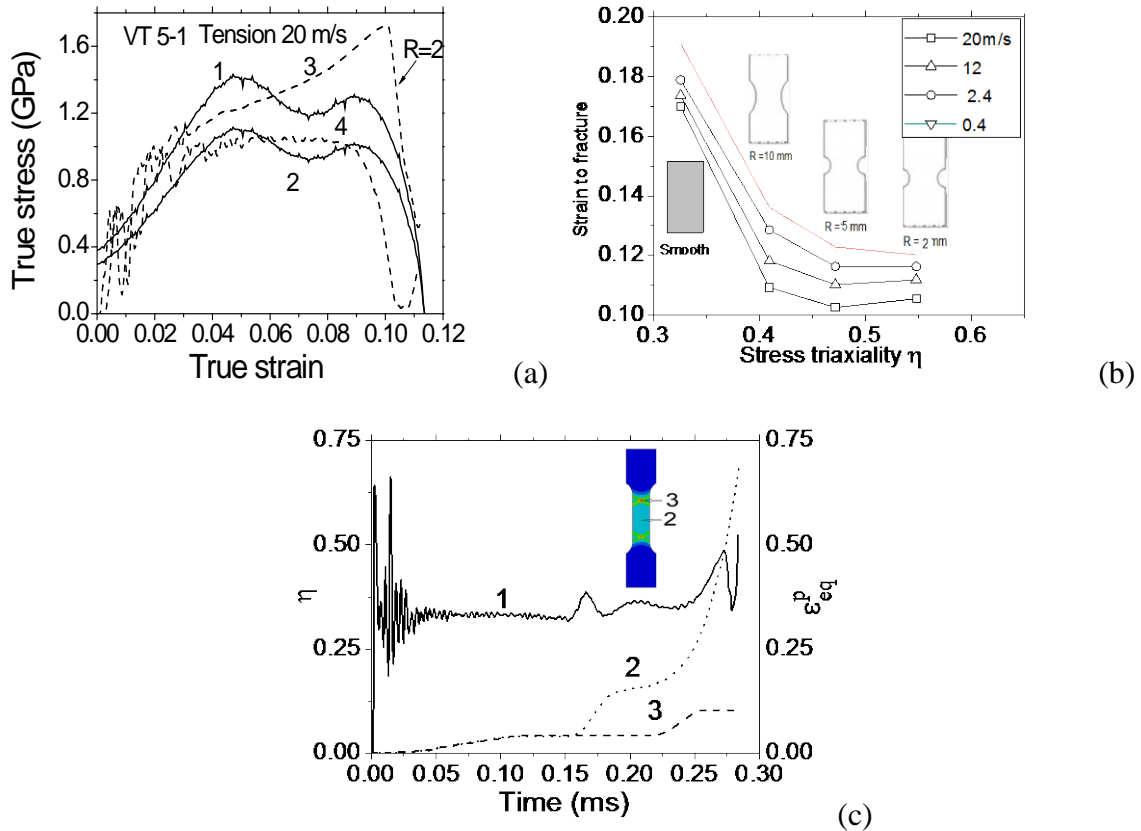 VT 5-1 Tension 20 m/s
R=2
1
3
4
2
True stress (GPa)
1.6
1.2
0.8
0.4
0.0
0.00 0.02 0.04 0.06 0.08 0.10 0.12
True strain
(a)
0.20
0.18
0.16
0.14
0.12
0.10
Strain to fracture
20m/s
12
2.4
0.4
R =10 mm
R =5 mm
R = 2 mm
Smooth
0.3 0.4 0.5 0.6
Stress triaxiality η
(b)
0.75
0.50
0.25
0.00
η
1
2
3
3
2
0.75
0.50
0.25
0.00
εᵖeq
0.00 0.05 0.10 0.15 0.20 0.25 0.30
Time (ms)
(c)